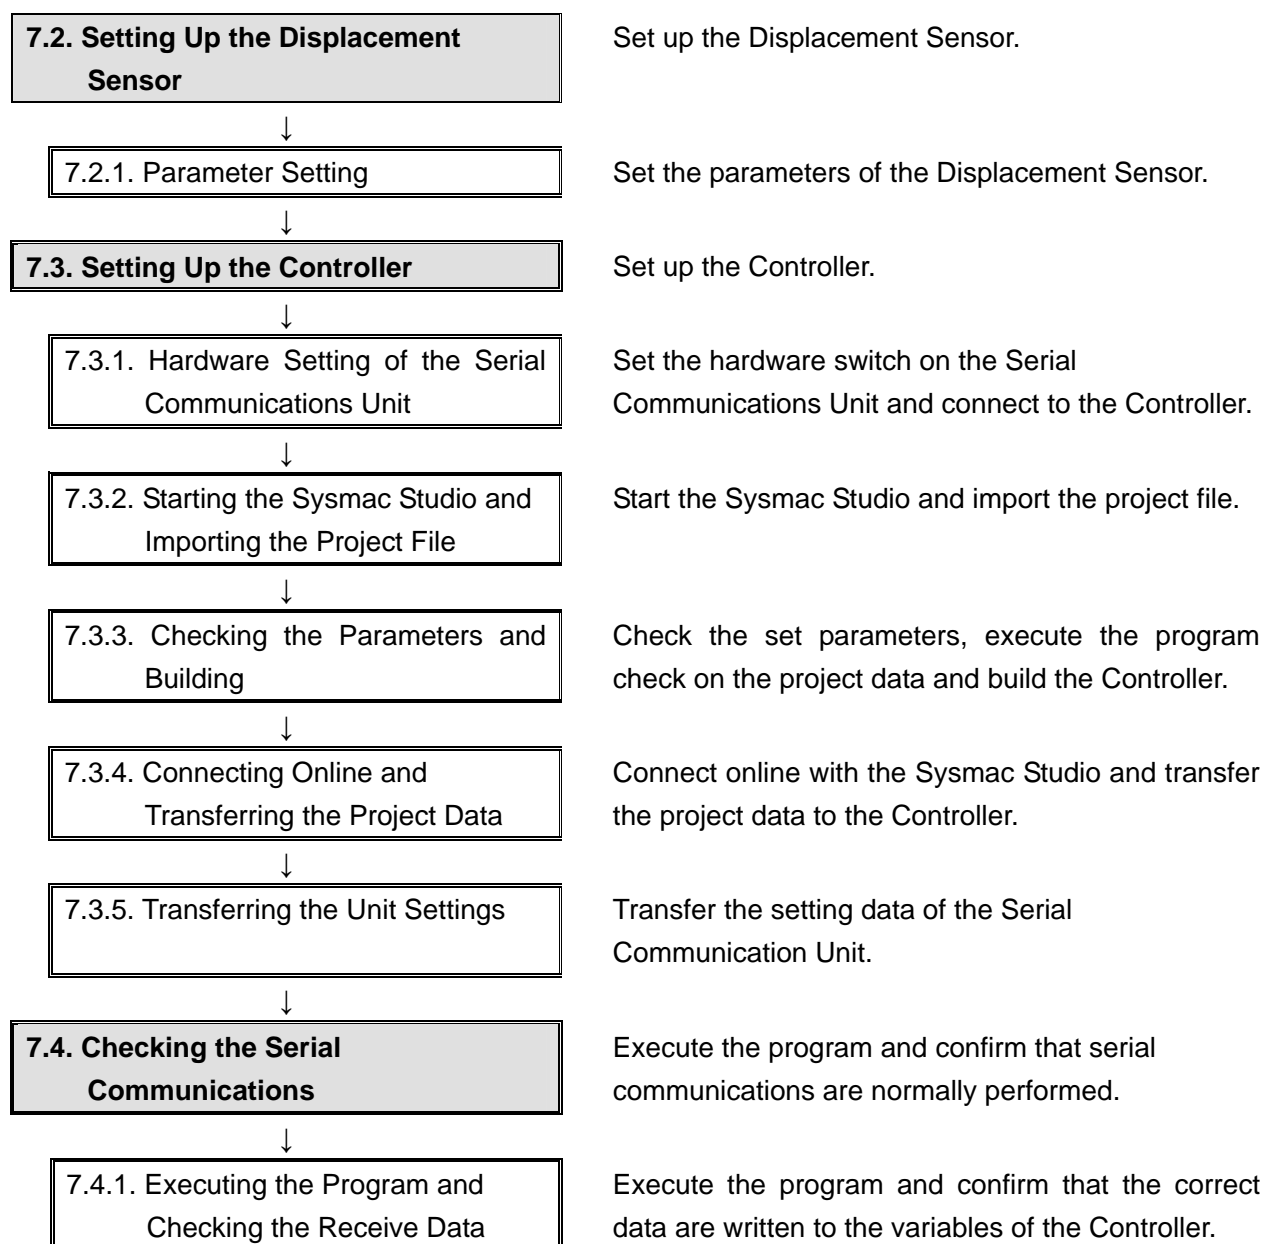 7.2. Setting Up the Displacement
Sensor
Set up the Displacement Sensor.
↓
7.2.1. Parameter Setting
Set the parameters of the Displacement Sensor.
↓
7.3. Setting Up the Controller
Set up the Controller.
↓
7.3.1. Hardware Setting of the Serial
Communications Unit
Set the hardware switch on the Serial
Communications Unit and connect to the Controller.
↓
7.3.2. Starting the Sysmac Studio and
Importing the Project File
Start the Sysmac Studio and import the project file.
↓
7.3.3. Checking the Parameters and
Building
Check the set parameters, execute the program
check on the project data and build the Controller.
↓
7.3.4. Connecting Online and
Transferring the Project Data
Connect online with the Sysmac Studio and transfer
the project data to the Controller.
↓
7.3.5. Transferring the Unit Settings
Transfer the setting data of the Serial
Communication Unit.
↓
7.4. Checking the Serial
Communications
Execute the program and confirm that serial
communications are normally performed.
↓
7.4.1. Executing the Program and
Checking the Receive Data
Execute the program and confirm that the correct
data are written to the variables of the Controller.